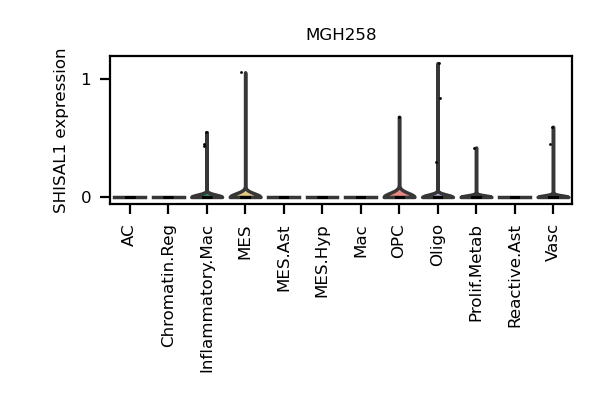 MGH258
SHISAL1 expression
1
0
AC
Chromatin.Reg
Inflammatory.Mac
MES
MES.Ast
MES.Hyp
Mac
OPC
Oligo
Prolif.Metab
Reactive.Ast
Vasc